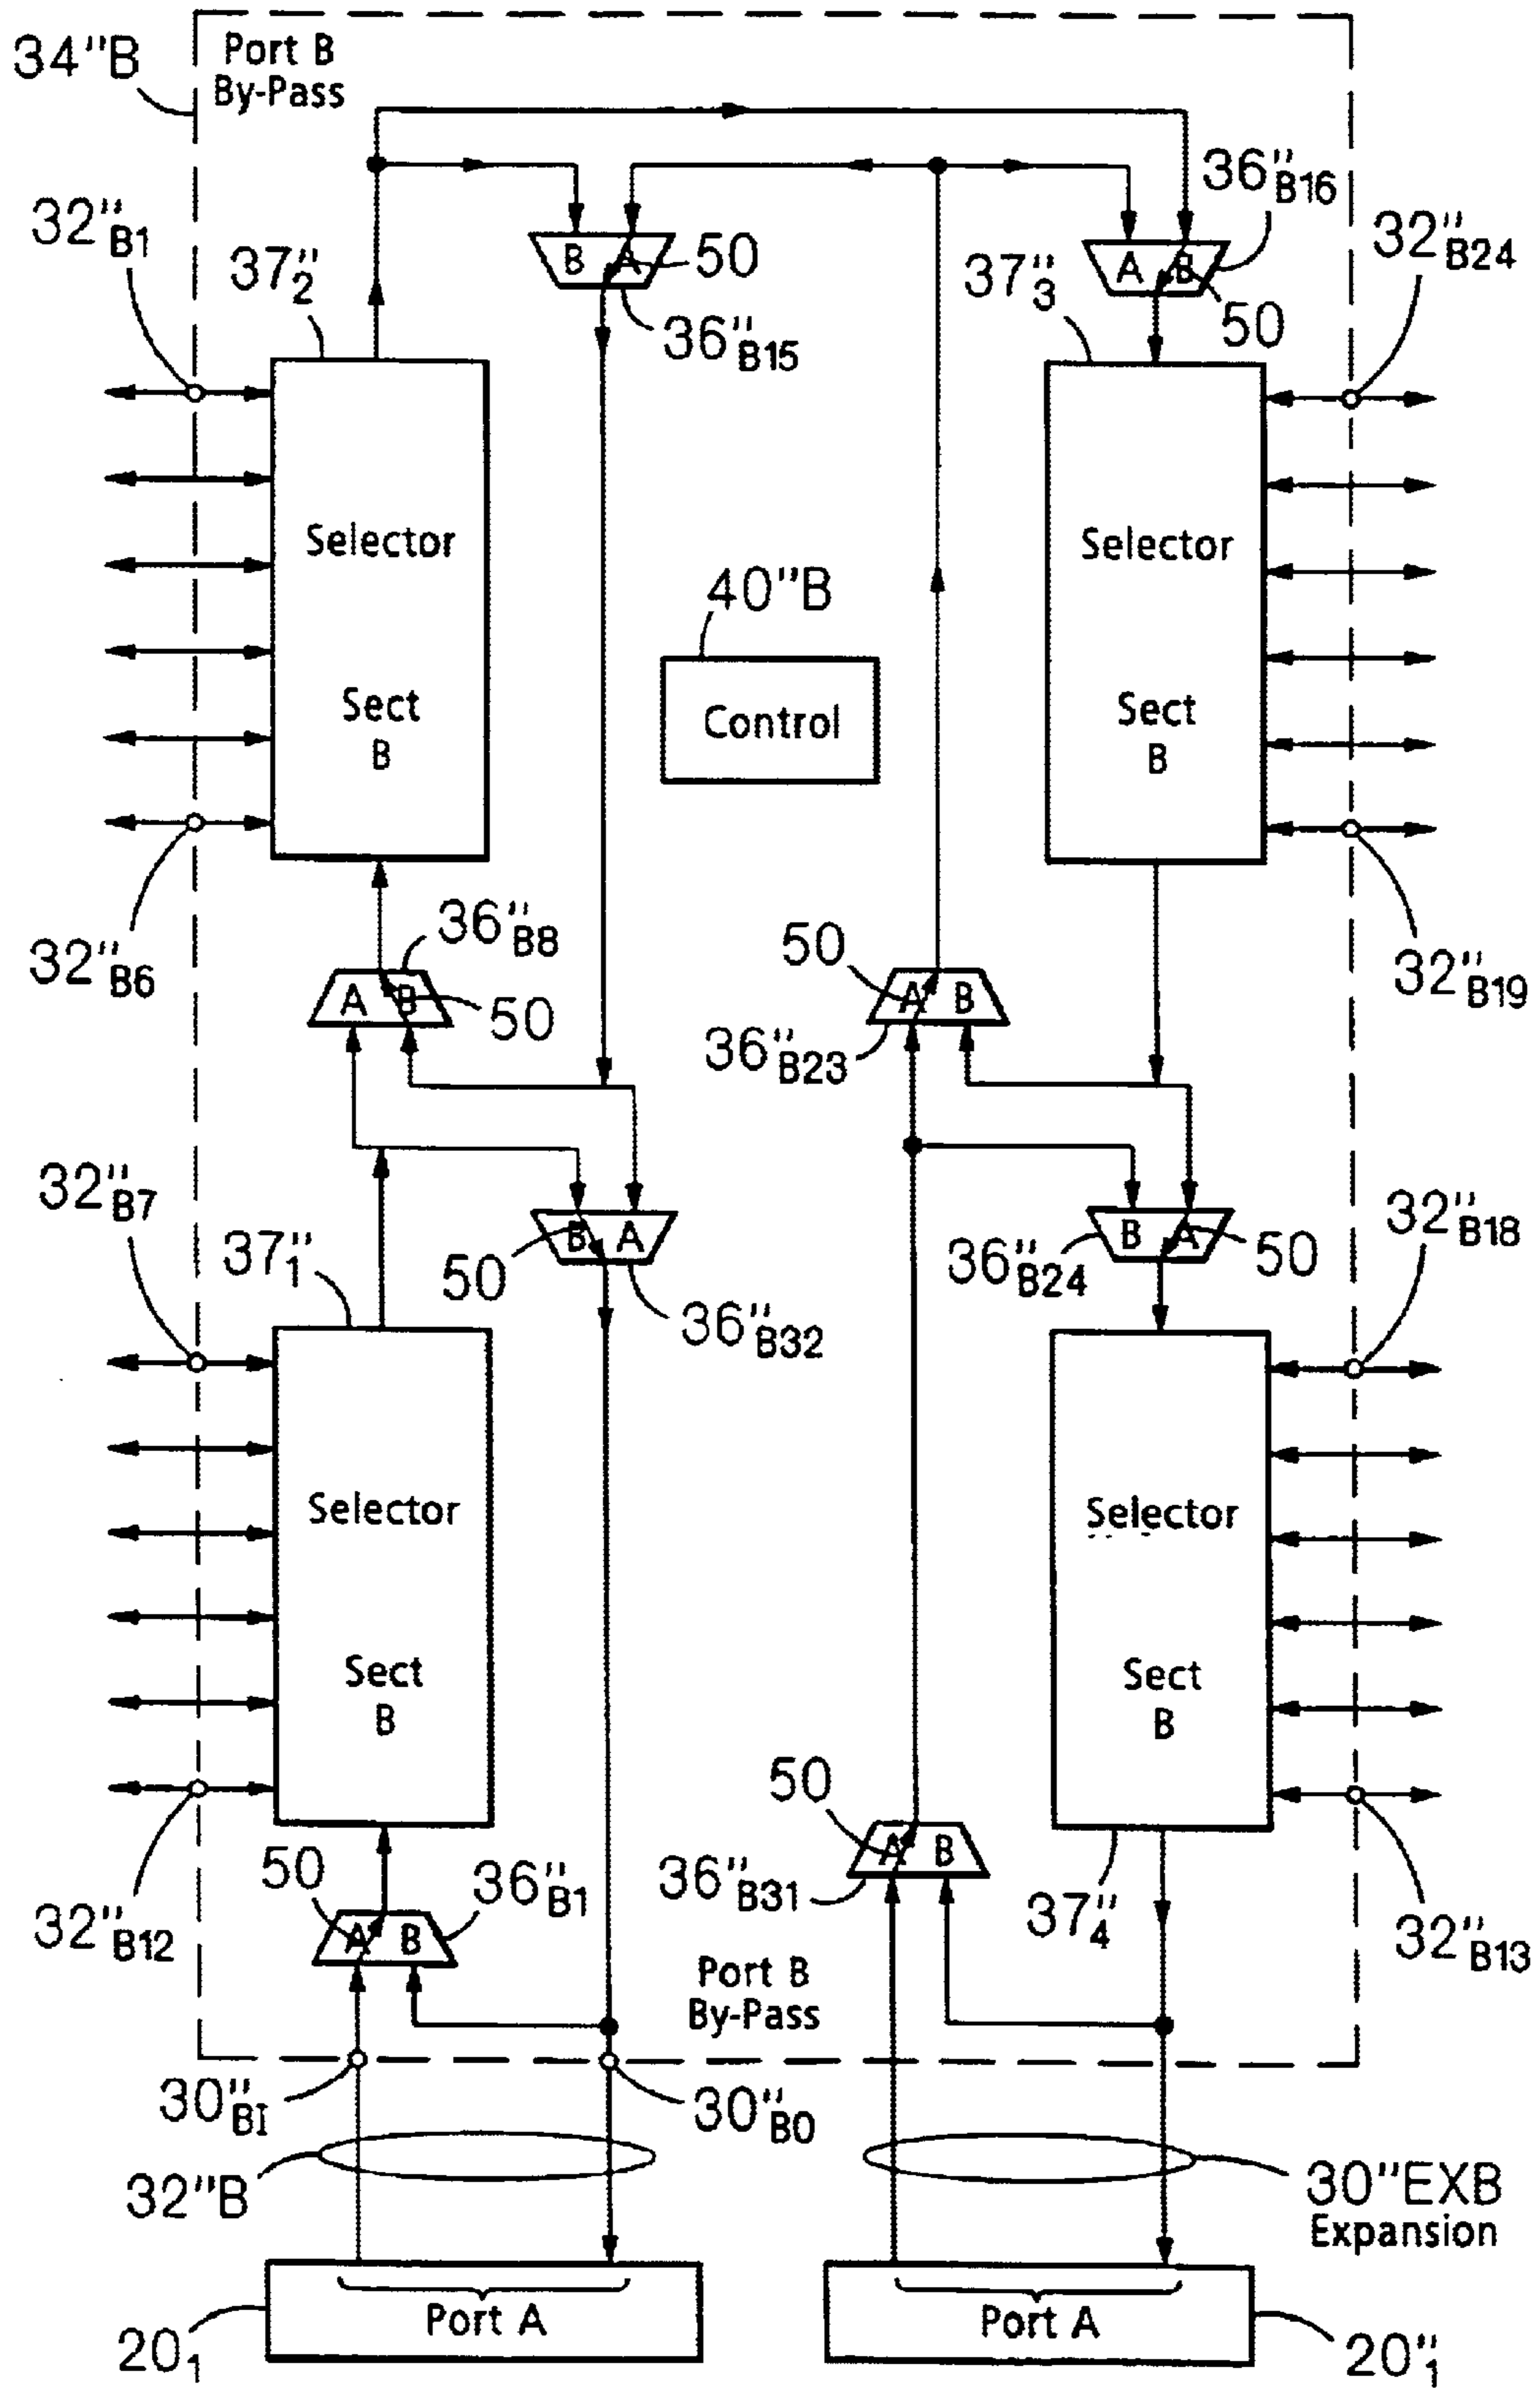 34"B
Port B
By-Pass
36"B16
32"B1
32"B24
37"2
B
A
50
37"3
A
B
50
36"B15
Selector
Sect
B
40"B
Control
Selector
Sect
B
32"B6
36"B8
A
B
50
50
A
B
36"B23
32"B19
32"B7
37"1
50
B
A
36"B32
36"B24
B
A
50
32"B18
Selector
Sect
B
Selector
Sect
B
50
A
B
36"B1
32"B12
50
A
B
36"B31
37"4
32"B13
Port B
By-Pass
30"BI
30"BO
32"B
30"EXB
Expansion
Port A
20₁
Port A
20"1